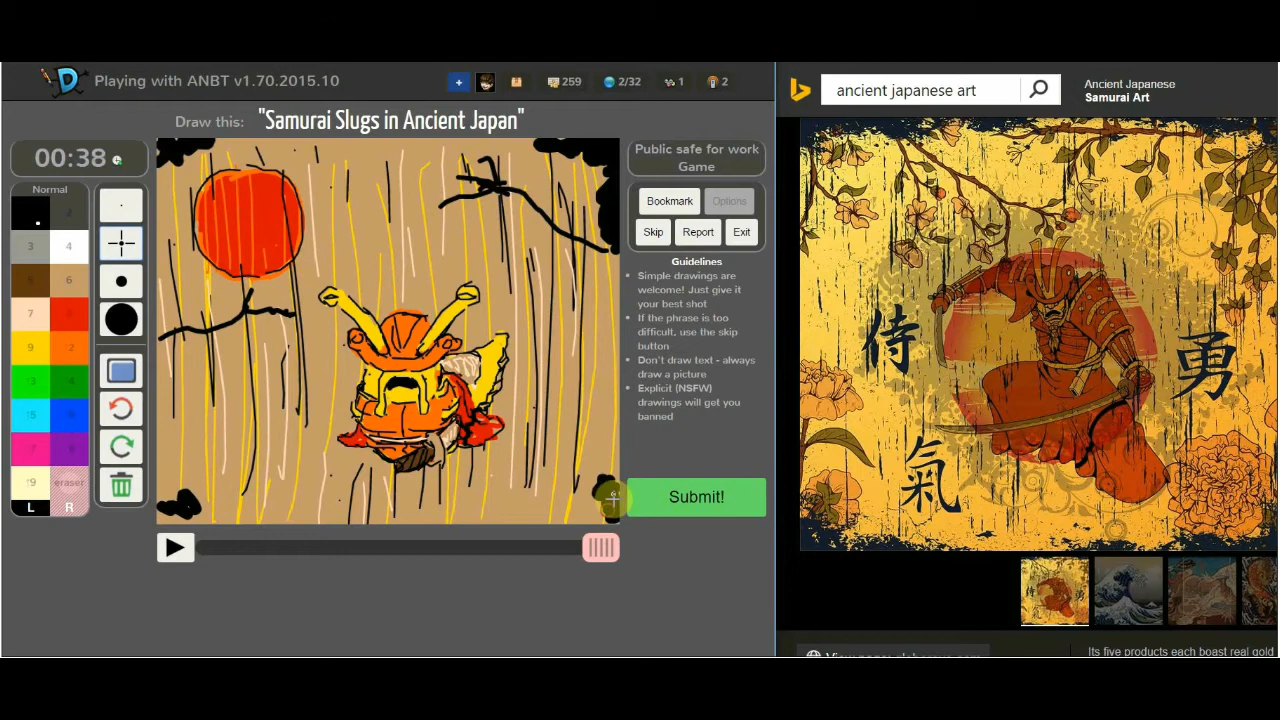 Playing with ANBT v1.70.2015.10
+
259
2/32
1
2
Draw this: "Samurai Slugs in Ancient Japan"
00:38
Normal
2
3
4
5
6
7
9
eraser
L
R
Public safe for work
Game
Bookmark
Options
Skip
Report
Exit
Guidelines
Simple drawings are
welcome! Just give it
your best shot
If the phrase is too
difficult, use the skip
button
Don't draw text - always
draw a picture
Explicit (NSFW)
drawings will get you
banned
Submit!
ancient japanese art
Ancient Japanese
Samurai Art
侍
勇
氣
Its five products each boast real gold